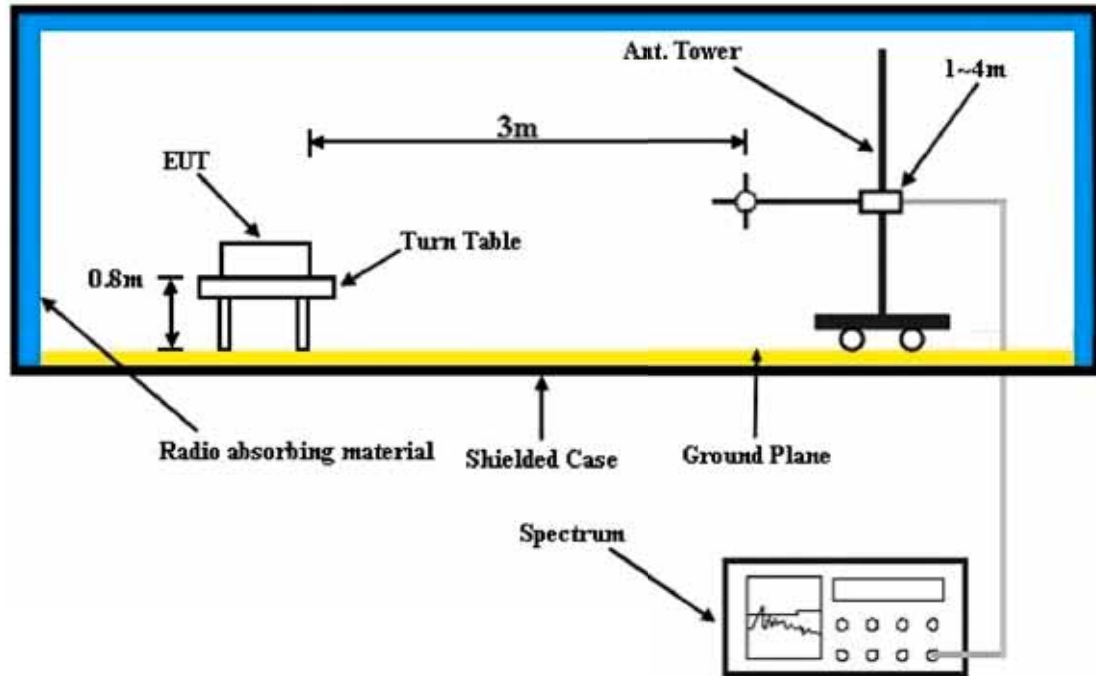 Ant. Tower
1~4m
3m
EUT
Turn Table
0.8m
Radio absorbing material
Shielded Case
Ground Plane
Spectrum